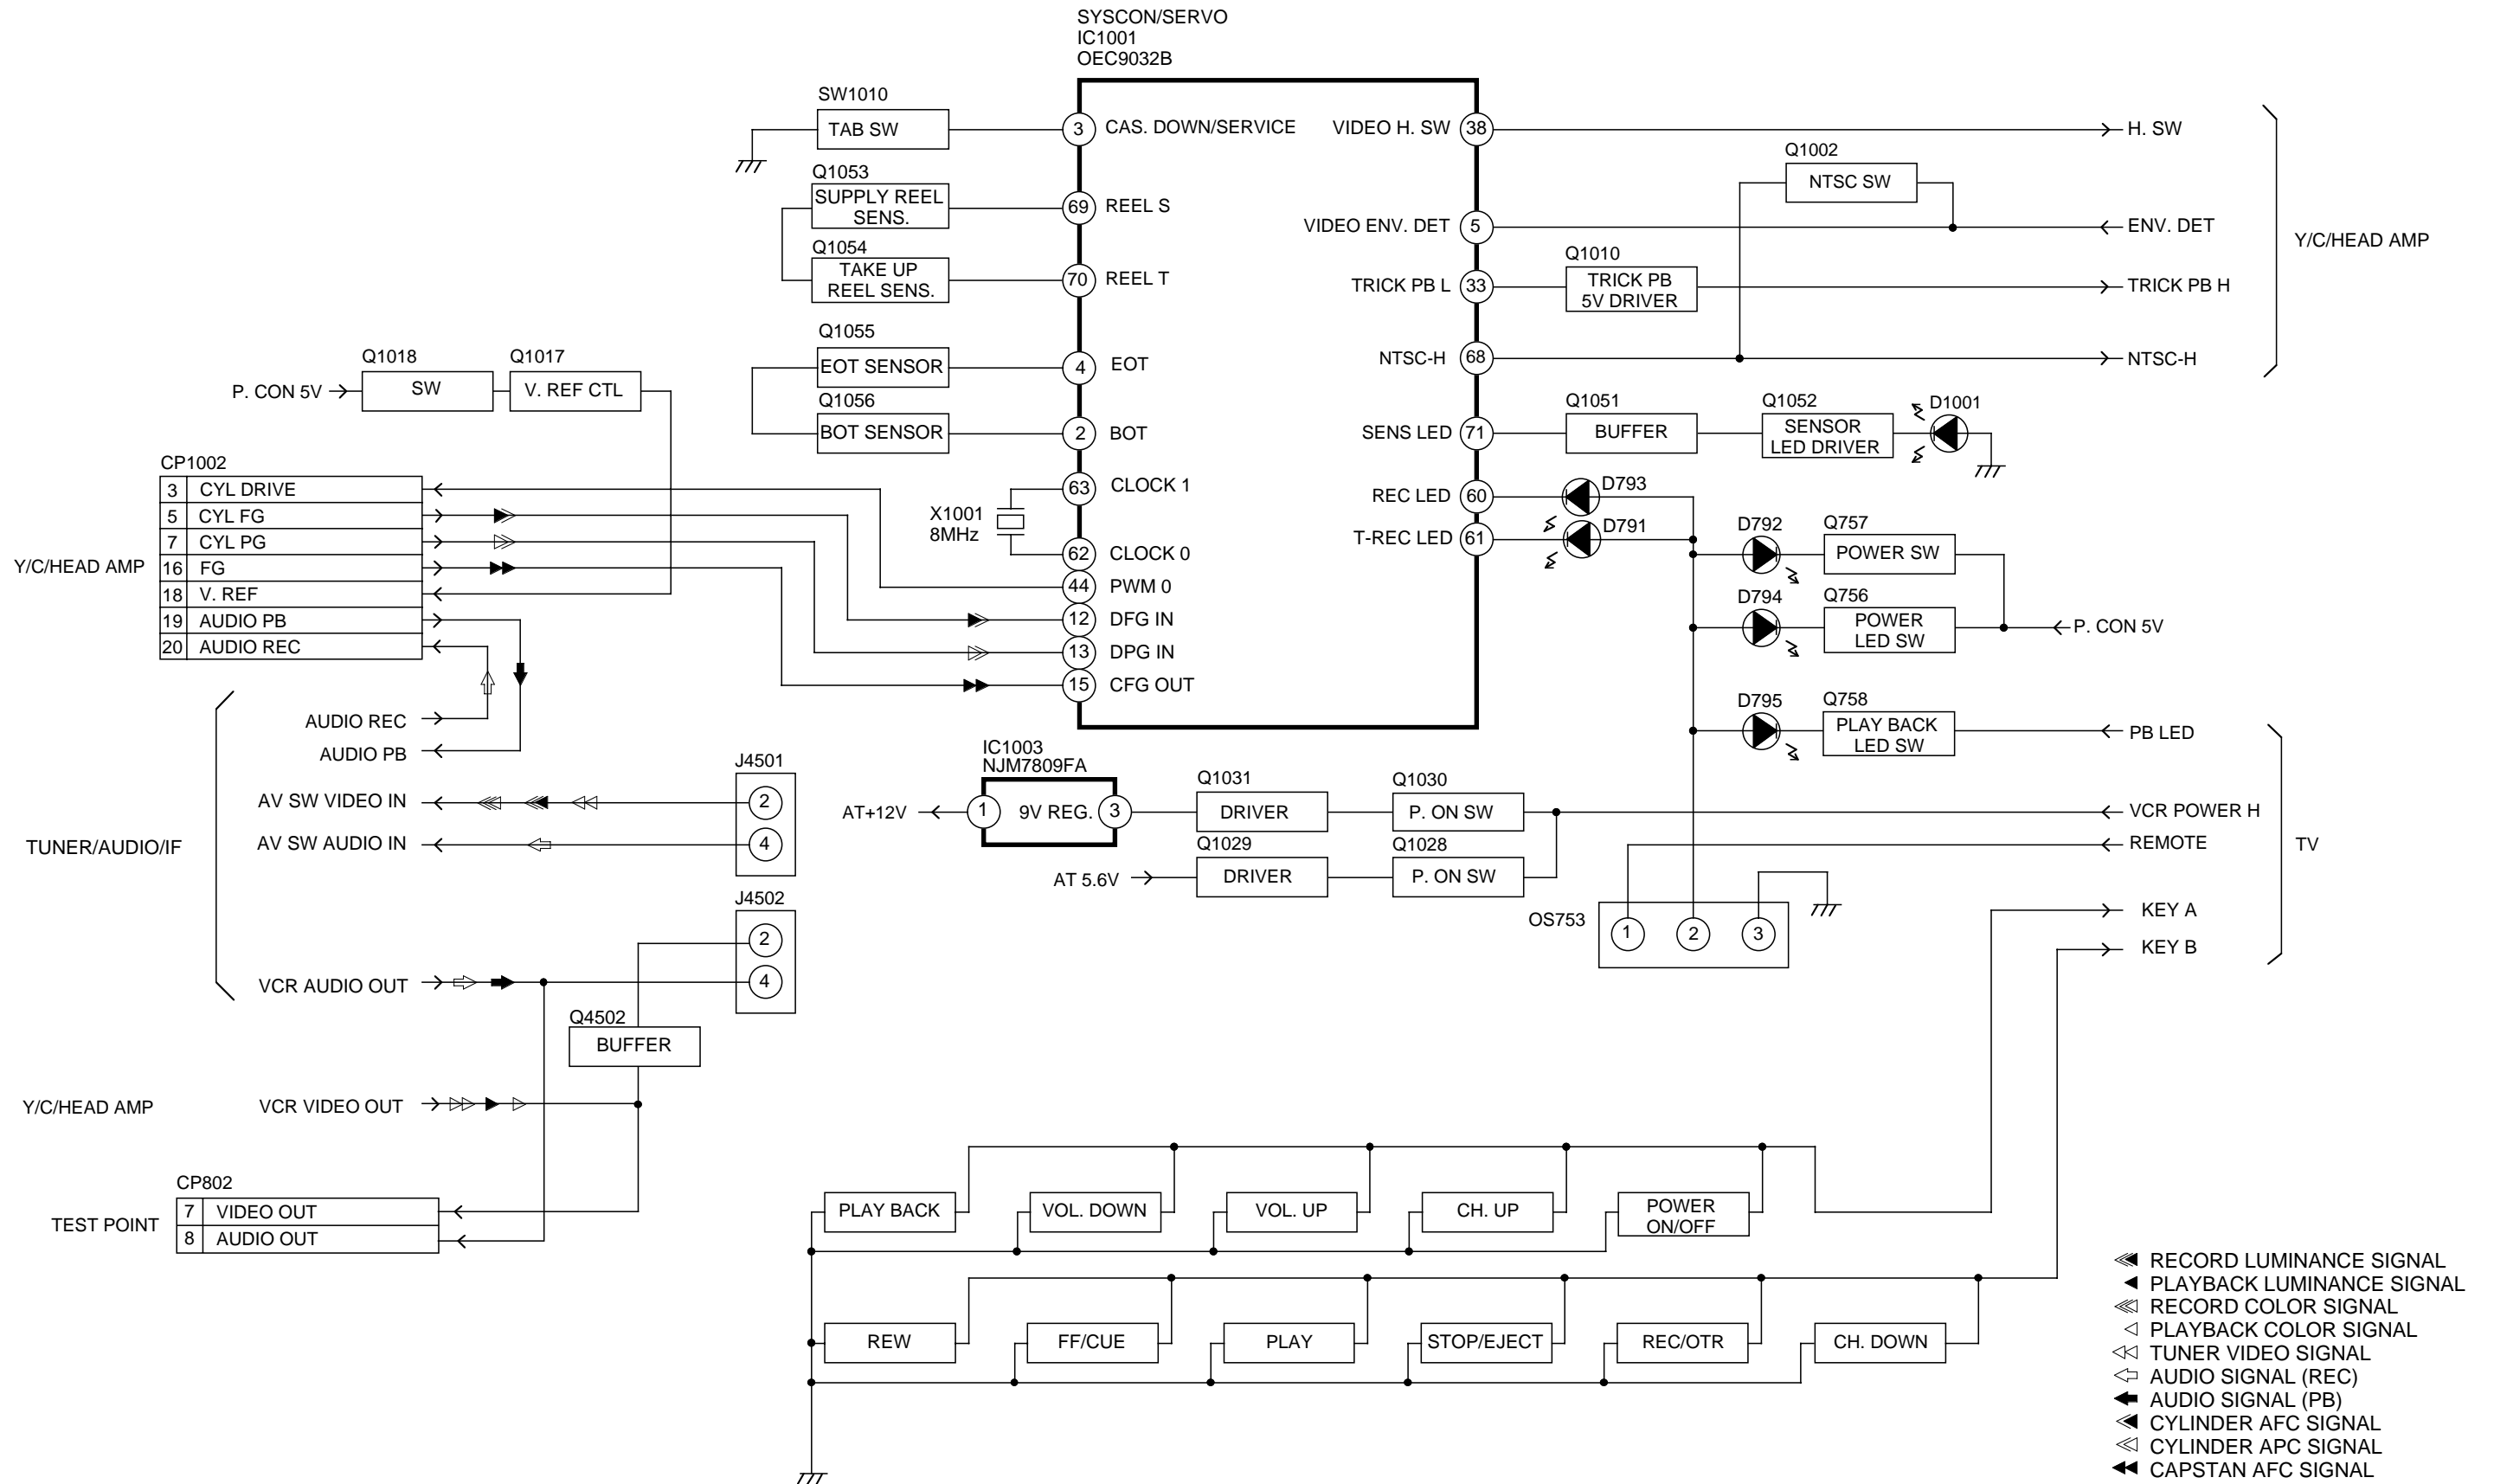 SYSCON/SERVO
IC1001
OEC9032B
SW1010
TAB SW
3
CAS. DOWN/SERVICE
VIDEO H. SW
38
H. SW
Q1002
NTSC SW
Q1053
SUPPLY REEL
SENS.
69
REEL S
VIDEO ENV. DET
5
ENV. DET
Y/C/HEAD AMP
Q1054
TAKE UP
REEL SENS.
70
REEL T
TRICK PB L
33
Q1010
TRICK PB
5V DRIVER
TRICK PB H
Q1055
EOT SENSOR
4
EOT
NTSC-H
68
NTSC-H
Q1018
Q1017
P. CON 5V
SW
V. REF CTL
Q1056
BOT SENSOR
2
BOT
SENS LED
71
Q1051
BUFFER
Q1052
SENSOR
LED DRIVER
D1001
CP1002
3 CYL DRIVE
5 CYL FG
7 CYL PG
16 FG
18 V. REF
19 AUDIO PB
20 AUDIO REC
Y/C/HEAD AMP
X1001
8MHz
63
CLOCK 1
62
CLOCK 0
44
PWM 0
12
DFG IN
13
DPG IN
15
CFG OUT
REC LED
60
D793
T-REC LED
61
D791
D792
Q757
POWER SW
D794
Q756
POWER
LED SW
P. CON 5V
D795
Q758
PLAY BACK
LED SW
PB LED
AUDIO REC
AUDIO PB
TUNER/AUDIO/IF
AV SW VIDEO IN
AV SW AUDIO IN
J4501
2
4
IC1003
NJM7809FA
AT+12V
1
9V REG.
3
Q1031
DRIVER
Q1030
P. ON SW
VCR POWER H
REMOTE
TV
Q1029
DRIVER
Q1028
P. ON SW
AT 5.6V
OS753
1
2
3
KEY A
KEY B
J4502
2
4
VCR AUDIO OUT
Q4502
BUFFER
Y/C/HEAD AMP
VCR VIDEO OUT
CP802
TEST POINT
7 VIDEO OUT
8 AUDIO OUT
PLAY BACK
VOL. DOWN
VOL. UP
CH. UP
POWER
ON/OFF
REW
FF/CUE
PLAY
STOP/EJECT
REC/OTR
CH. DOWN
RECORD LUMINANCE SIGNAL
PLAYBACK LUMINANCE SIGNAL
RECORD COLOR SIGNAL
PLAYBACK COLOR SIGNAL
TUNER VIDEO SIGNAL
AUDIO SIGNAL (REC)
AUDIO SIGNAL (PB)
CYLINDER AFC SIGNAL
CYLINDER APC SIGNAL
CAPSTAN AFC SIGNAL